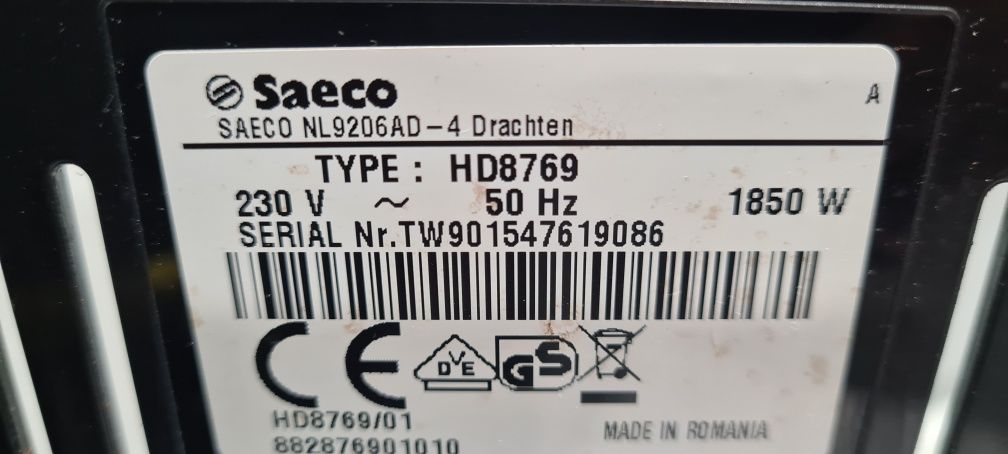 Saeco
A
SAECO NL9206AD-4 Drachten
TYPE : HD8769
230 V ~ 50 Hz 1850 W
SERIAL Nr.TW901547619086
CE DVE GS
HD8769/01
MADE IN ROMANIA
882876901010